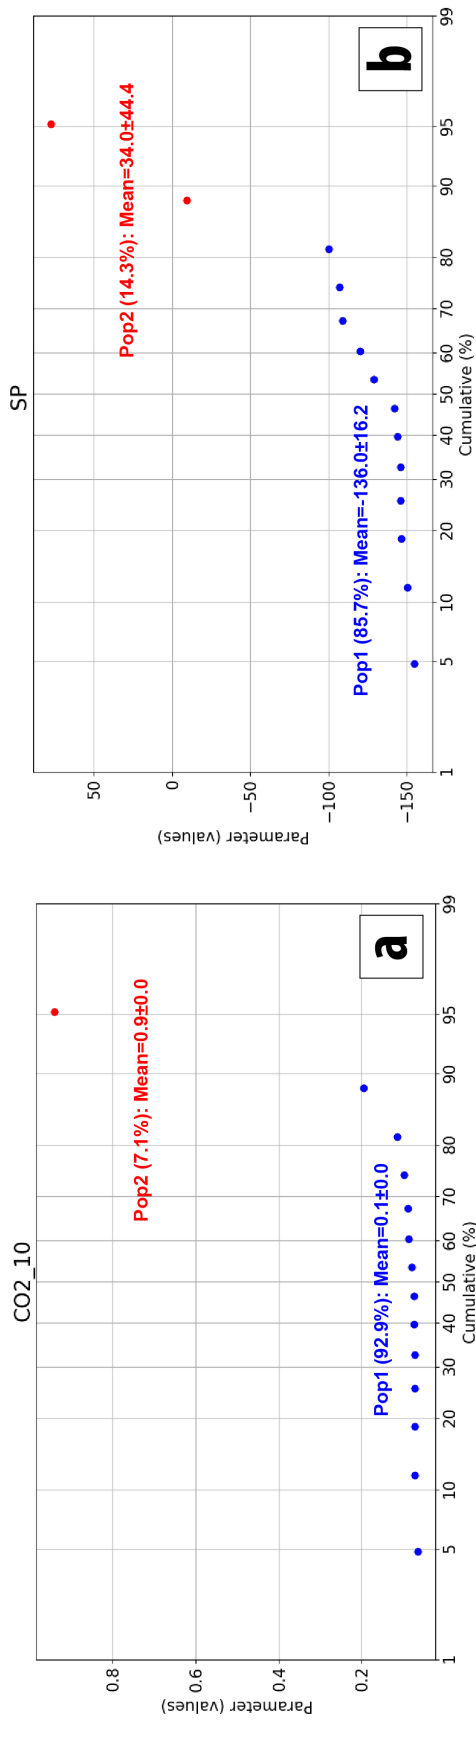 CO2_10
Parameter (values)
0.8
0.6
0.4
0.2
Pop2 (7.1%): Mean=0.9±0.0
Pop1 (92.9%): Mean=0.1±0.0
a
1 5 10 20 30 40 50 60 70 80 90 95 99
Cumulative (%)
SP
Parameter (values)
50
0
−50
−100
−150
Pop2 (14.3%): Mean=34.0±44.4
Pop1 (85.7%): Mean=-136.0±16.2
b
1 5 10 20 30 40 50 60 70 80 90 95 99
Cumulative (%)